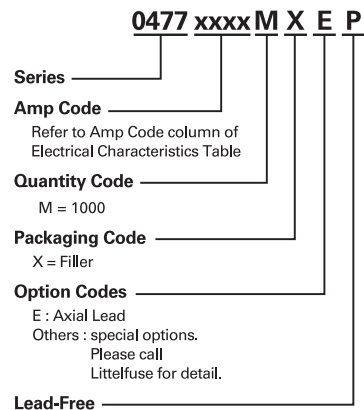 0477 xxxx M X E P
Series
Amp Code
Refer to Amp Code column of
Electrical Characteristics Table
Quantity Code
M = 1000
Packaging Code
X = Filler
Option Codes
E : Axial Lead
Others : special options.
Please call
Littelfuse for detail.
Lead-Free